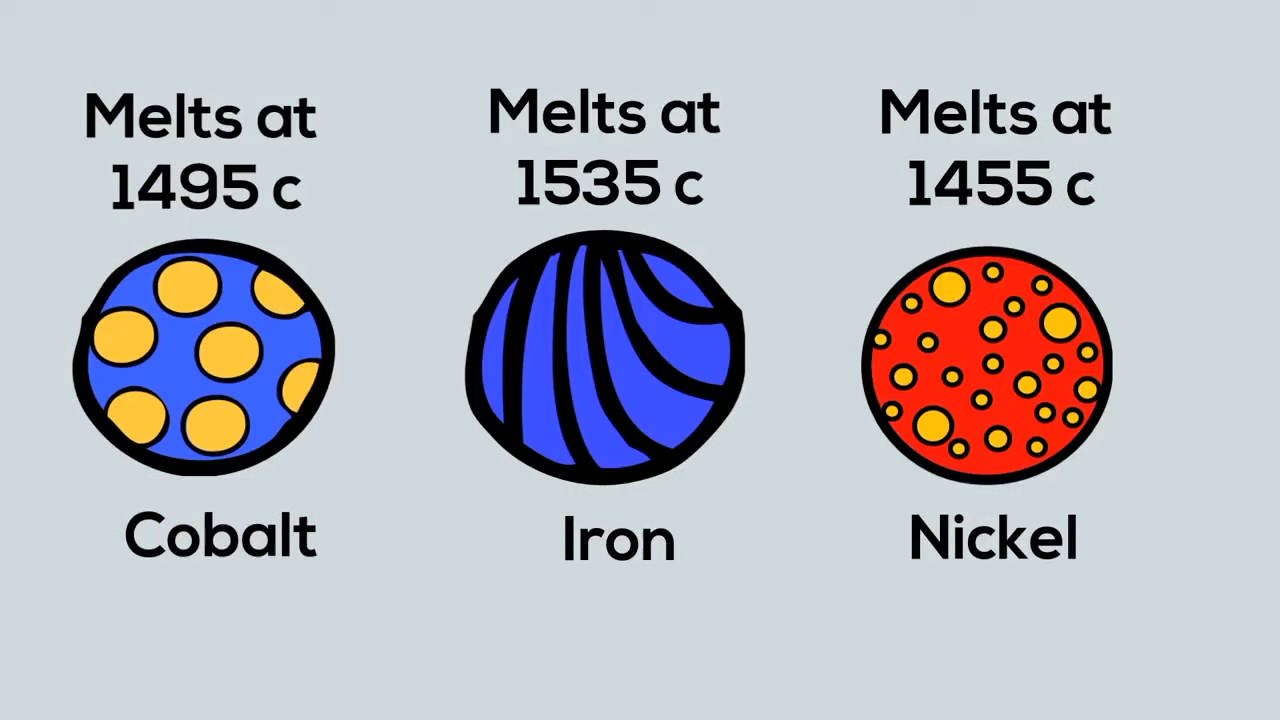 Melts at
1495 c
Cobalt
Melts at
1535 c
Iron
Melts at
1455 c
Nickel